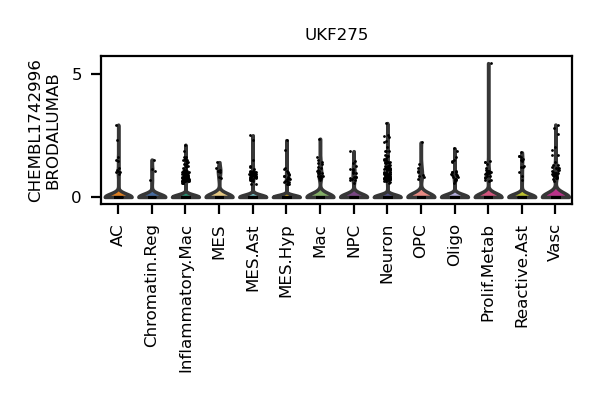 UKF275
CHEMBL1742996
BRODALUMAB
5
0
AC
Chromatin.Reg
Inflammatory.Mac
MES
MES.Ast
MES.Hyp
Mac
NPC
Neuron
OPC
Oligo
Prolif.Metab
Reactive.Ast
Vasc